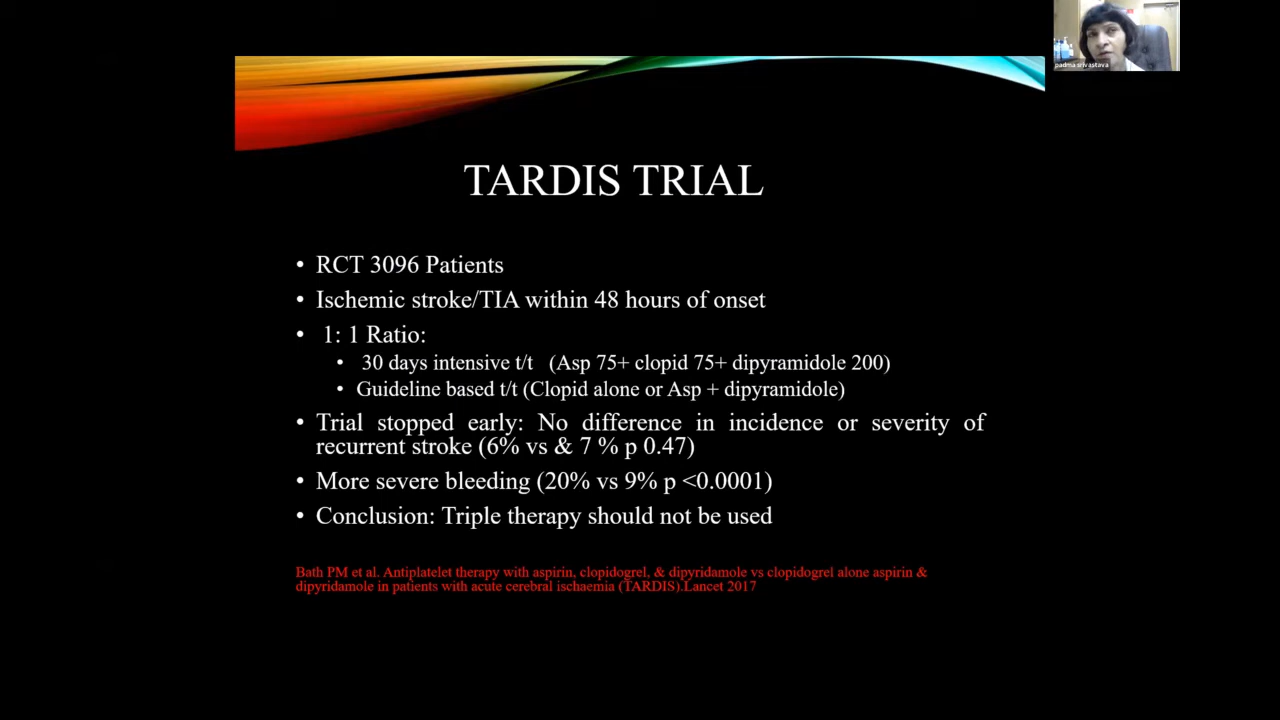 padma srivastava
TARDIS TRIAL
• RCT 3096 Patients
• Ischemic stroke/TIA within 48 hours of onset
• 1: 1 Ratio:
• 30 days intensive t/t (Asp 75+ clopid 75+ dipyramidole 200)
• Guideline based t/t (Clopid alone or Asp + dipyramidole)
• Trial stopped early: No difference in incidence or severity of
recurrent stroke (6% vs & 7 % p 0.47)
• More severe bleeding (20% vs 9% p <0.0001)
• Conclusion: Triple therapy should not be used
Bath PM et al. Antiplatelet therapy with aspirin, clopidogrel, & dipyridamole vs clopidogrel alone aspirin &
dipyridamole in patients with acute cerebral ischaemia (TARDIS).Lancet 2017